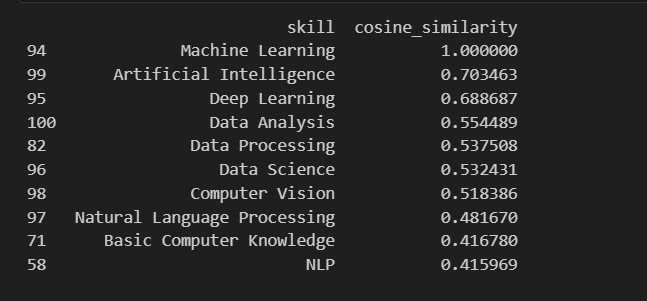 skill cosine_similarity
94 Machine Learning 1.000000
99 Artificial Intelligence 0.703463
95 Deep Learning 0.688687
100 Data Analysis 0.554489
82 Data Processing 0.537508
96 Data Science 0.532431
98 Computer Vision 0.518386
97 Natural Language Processing 0.481670
71 Basic Computer Knowledge 0.416780
58 NLP 0.415969